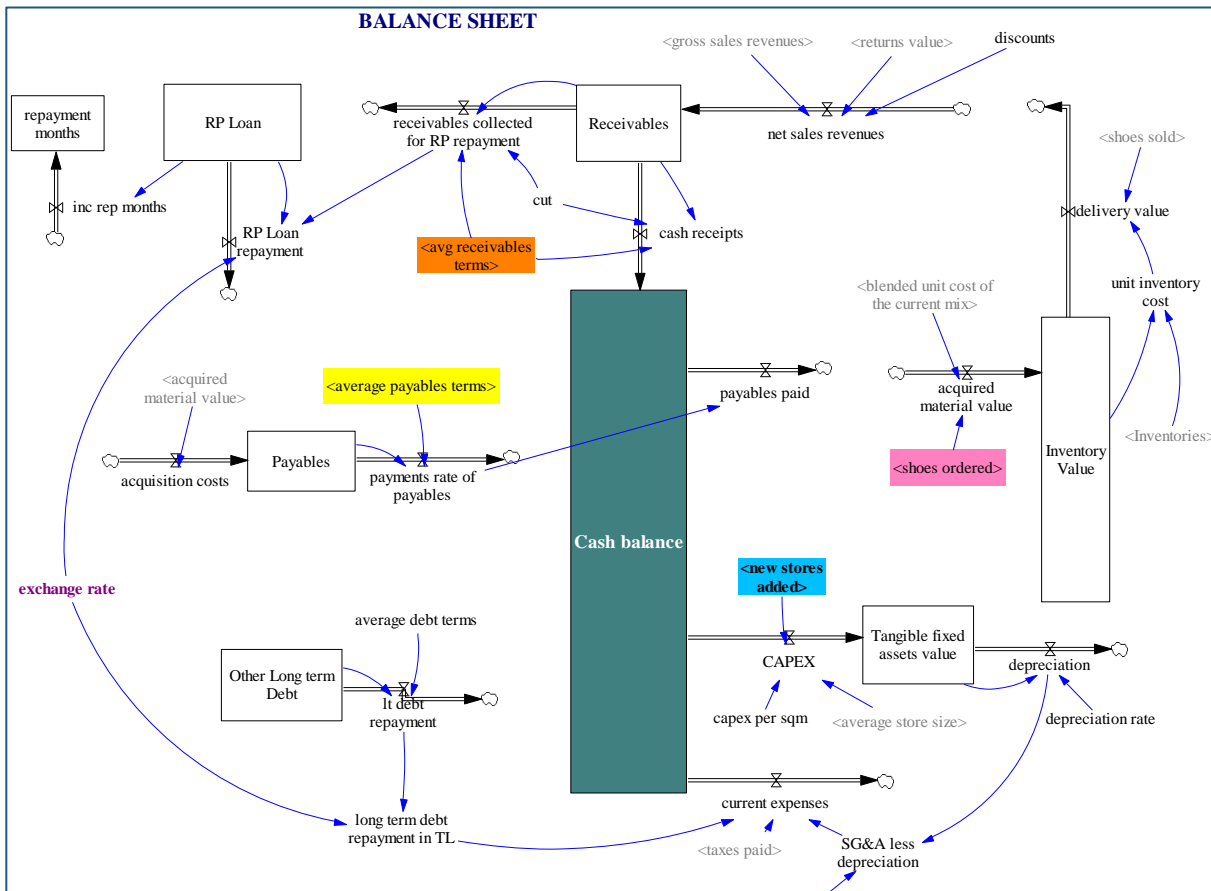 BALANCE SHEET
<gross sales revenues>
<returns value>
discounts
repayment
months
RP Loan
receivables collected
for RP repayment
Receivables
net sales revenues
<shoes sold>
inc rep months
cut
RP Loan
repayment
<avg receivables
terms>
cash receipts
delivery value
<blended unit cost of
the current mix>
unit inventory
cost
<acquired
material value>
<average payables terms>
payables paid
acquired
material value
<Inventories>
acquisition costs
Payables
payments rate of
payables
<shoes ordered>
Inventory
Value
Cash balance
exchange rate
<new stores
added>
average debt terms
Other Long term
Debt
lt debt
repayment
CAPEX
Tangible fixed
assets value
depreciation
capex per sqm
<average store size>
depreciation rate
long term debt
repayment in TL
current expenses
<taxes paid>
SG&A less
depreciation